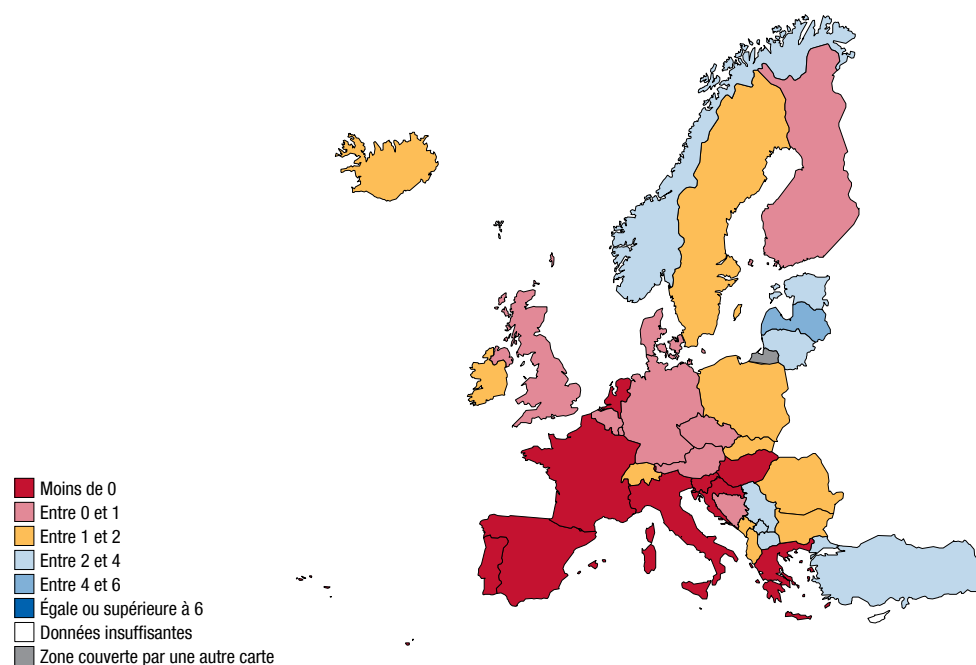 Moins de 0
Entre 0 et 1
Entre 1 et 2
Entre 2 et 4
Entre 4 et 6
Égale ou supérieure à 6
Données insuffisantes
Zone couverte par une autre carte